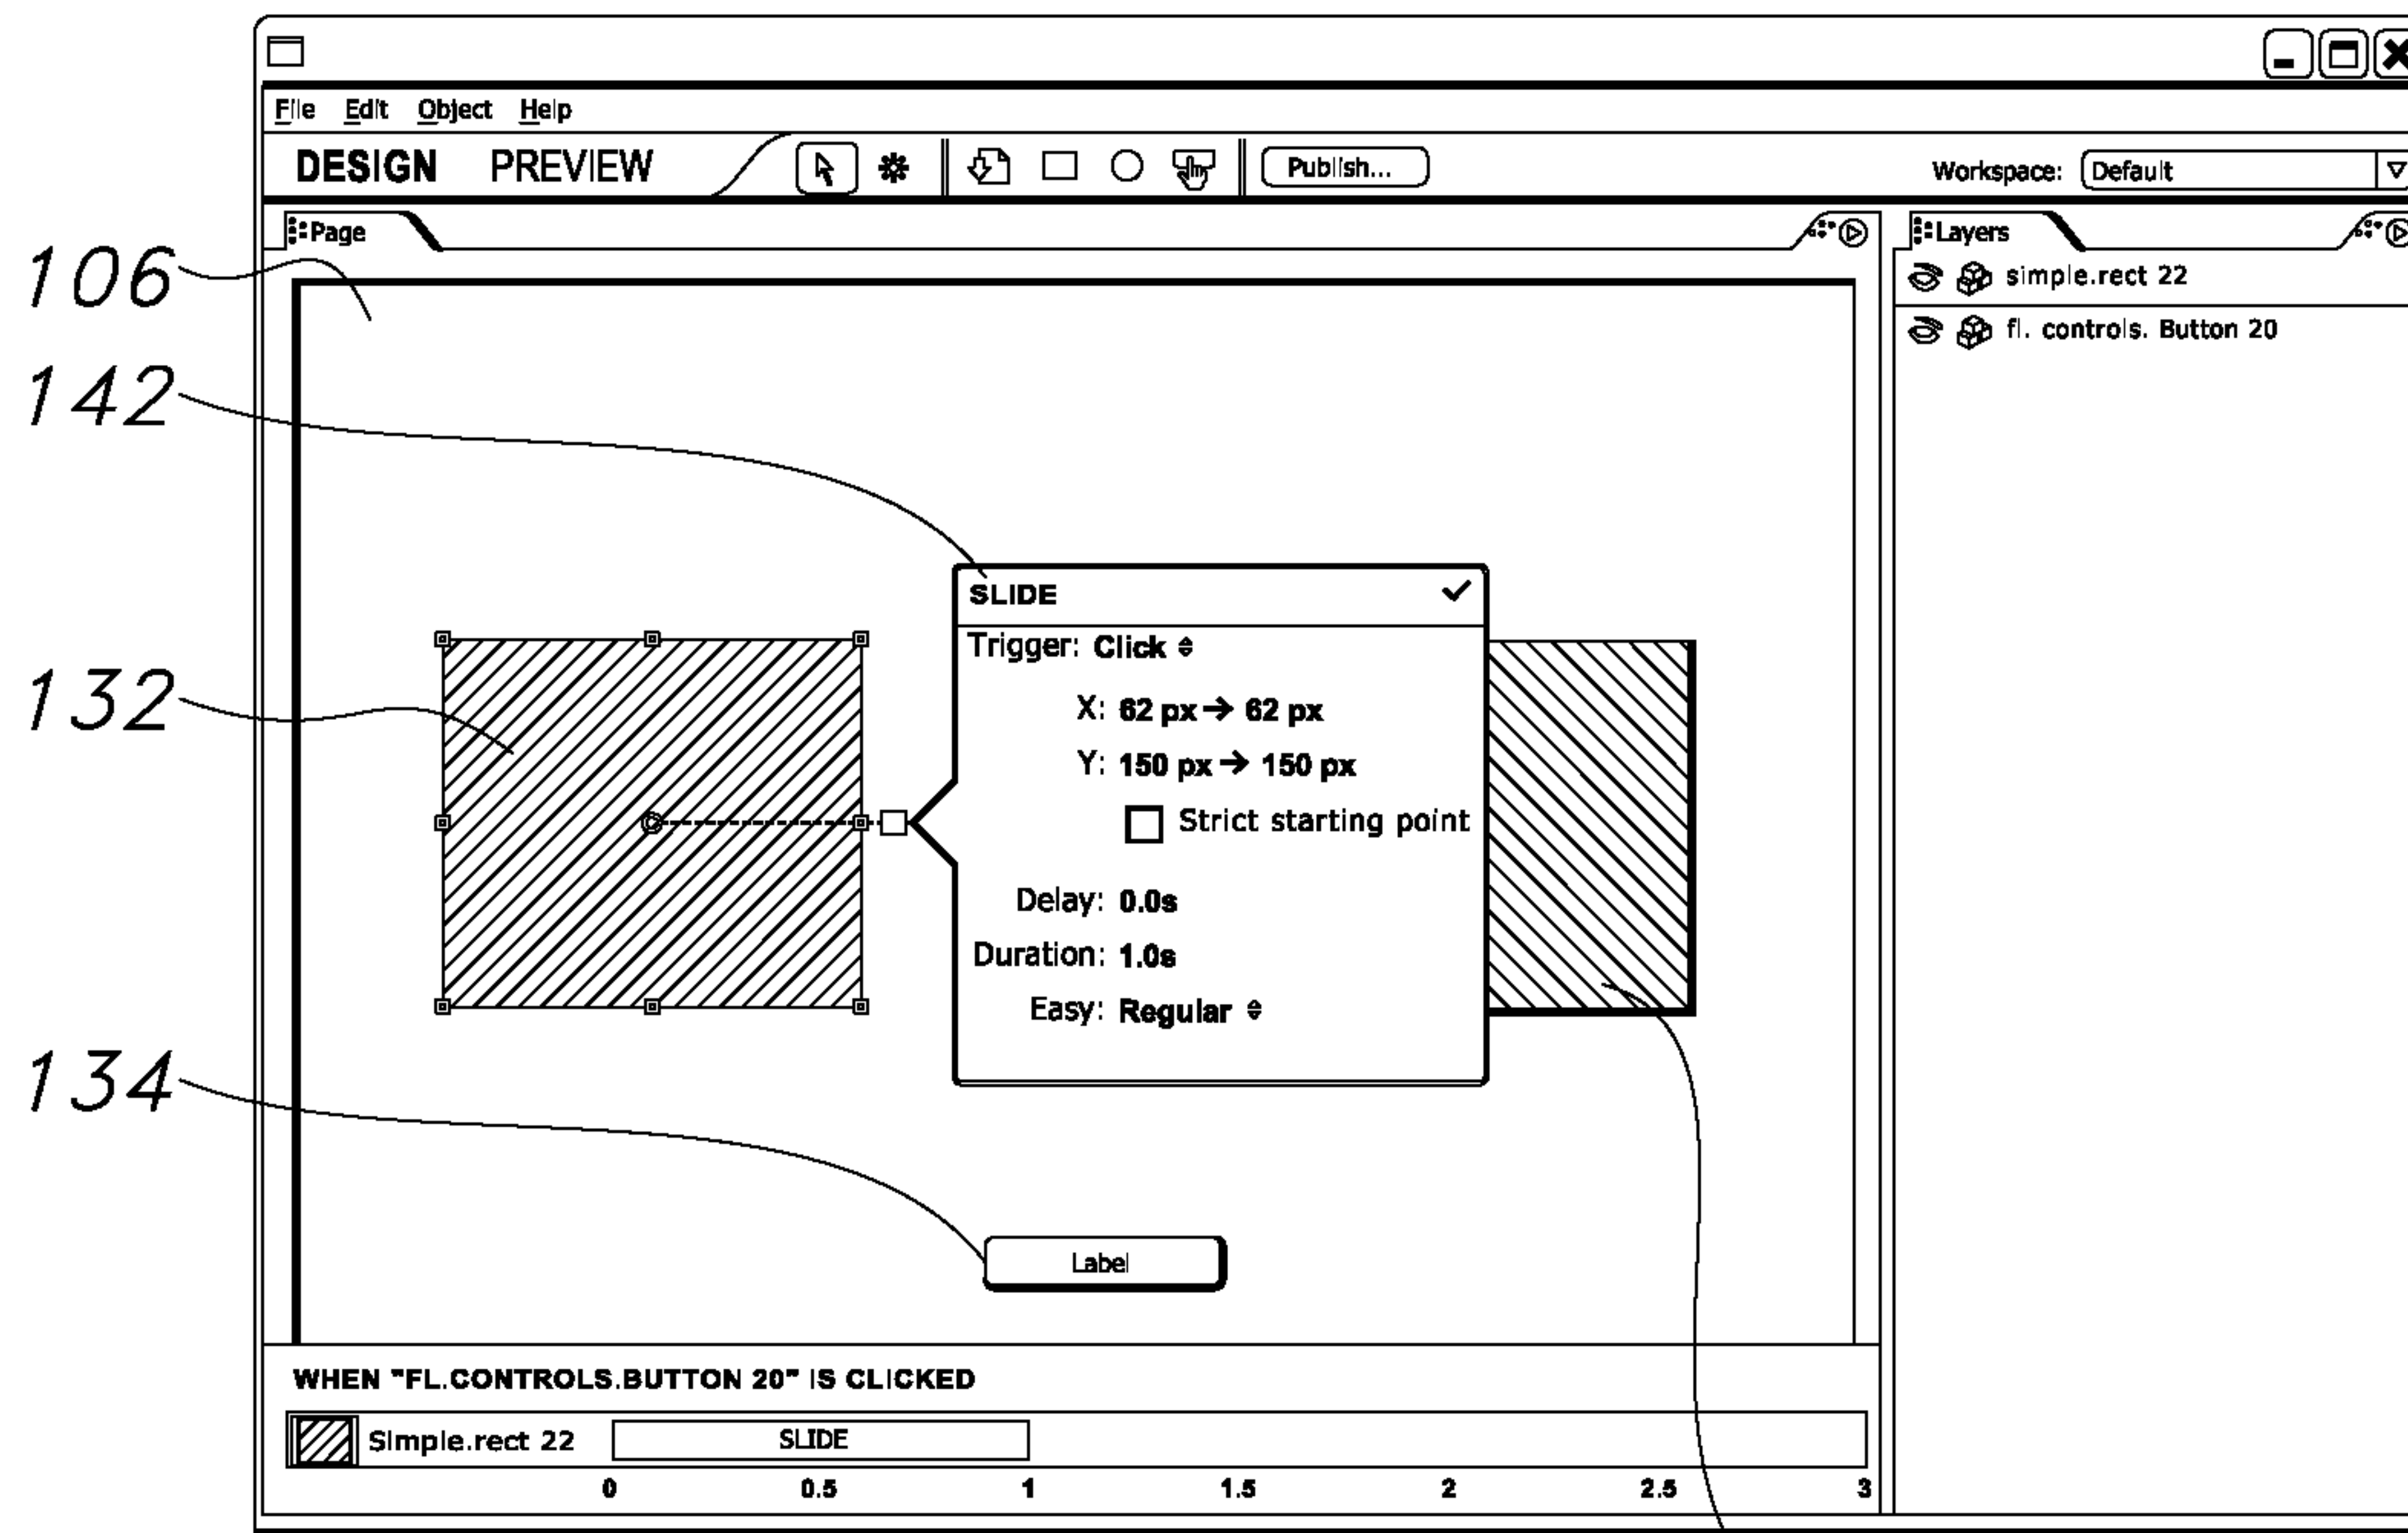 File Edit Object Help
DESIGN PREVIEW Publish... Workspace: Default
Page
Layers
simple.rect 22
fl. controls. Button 20
106
142
132
134
SLIDE
Trigger: Click
X: 62 px → 62 px
Y: 150 px → 150 px
Strict starting point
Delay: 0.0s
Duration: 1.0s
Easy: Regular
Label
WHEN "FL.CONTROLS.BUTTON 20" IS CLICKED
Simple.rect 22 SLIDE
0 0.5 1 1.5 2 2.5 3